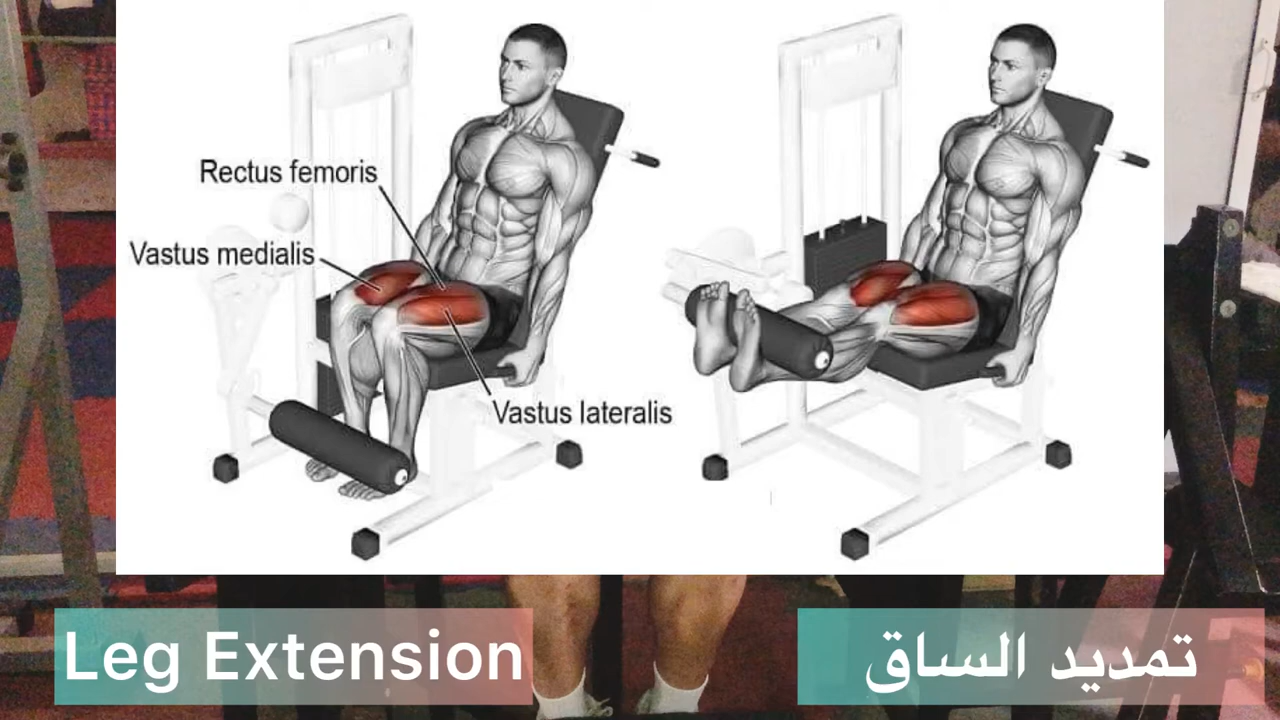 Rectus femoris
Vastus medialis
Vastus lateralis
Leg Extension
تمديد الساق